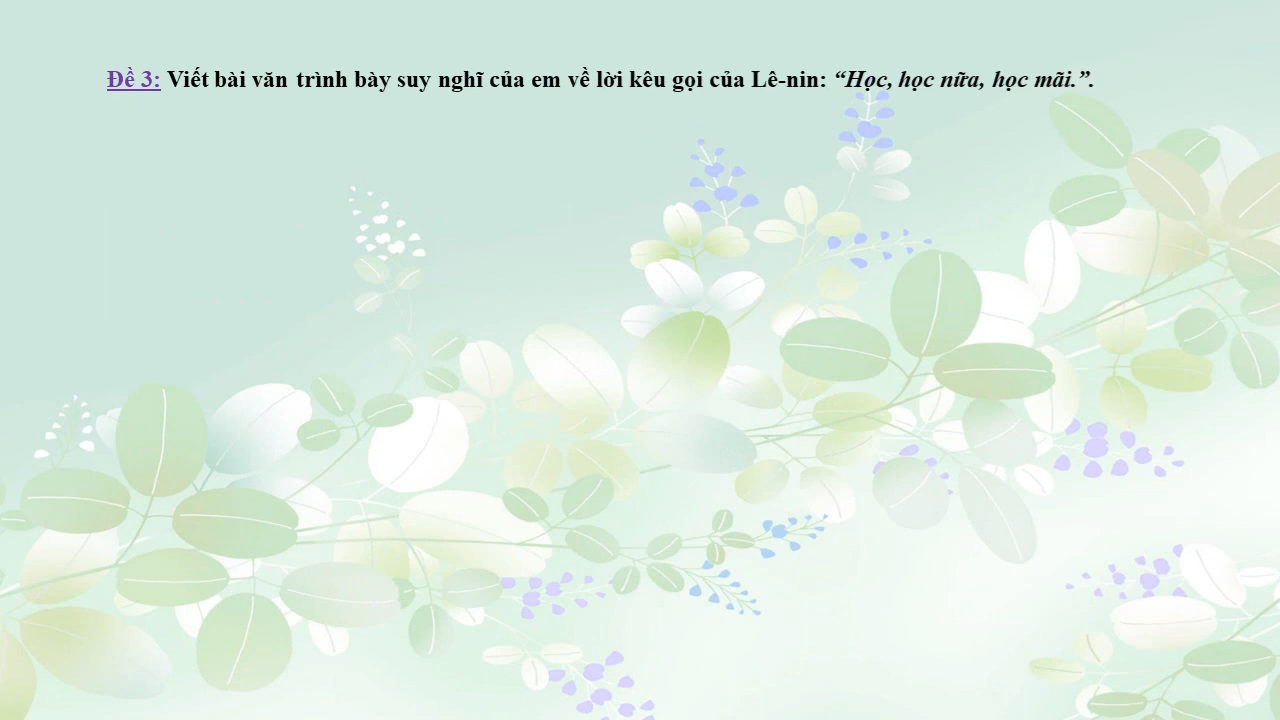 Đề 3: Viết bài văn trình bày suy nghĩ của em về lời kêu gọi của Lê-nin: “Học, học nữa, học mãi.”.